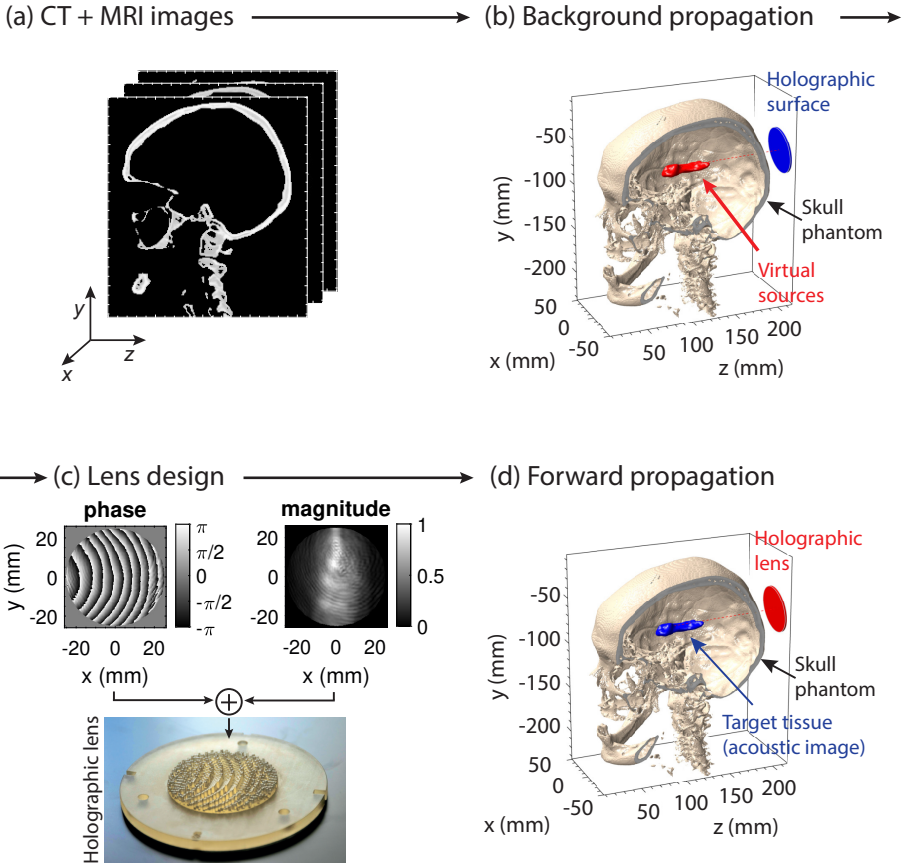 (a) CT + MRI images
(b) Background propagation
y
z
x
Holographic
surface
Skull
phantom
Virtual
sources
-50
-100
-150
-200
y (mm)
50
0
-50
x (mm)
50
100
150
200
z (mm)
(c) Lens design
phase
magnitude
20
0
-20
y (mm)
π
π/2
0
-π/2
-π
20
0
-20
1
0.5
0
-20
0
20
x (mm)
-20
0
20
x (mm)
+
Holographic lens
(d) Forward propagation
Holographic
lens
Skull
phantom
Target tissue
(acoustic image)
-50
-100
-150
-200
y (mm)
50
0
-50
x (mm)
50
100
150
200
z (mm)